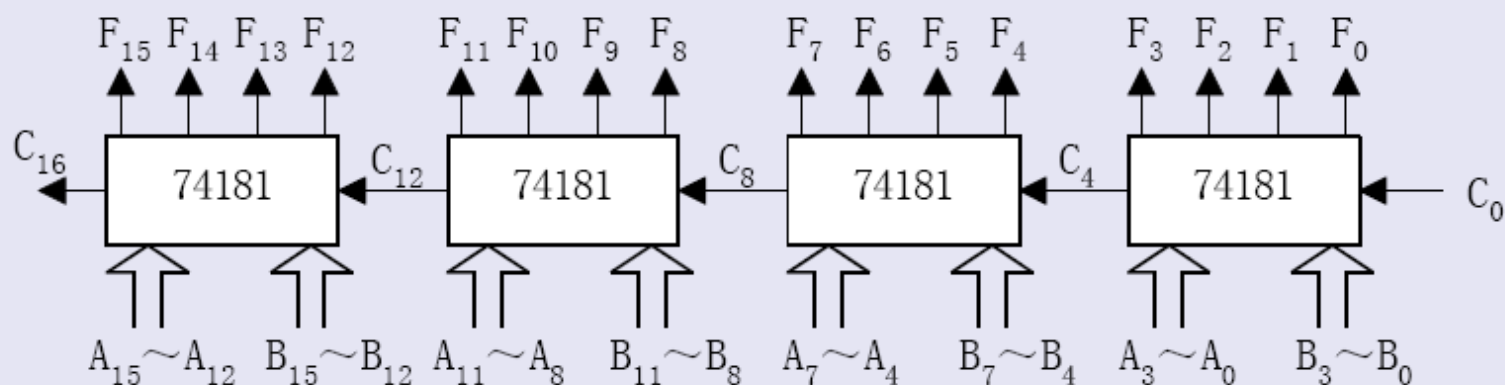 F₁₅ F₁₄ F₁₃ F₁₂ F₁₁ F₁₀ F₉ F₈ F₇ F₆ F₅ F₄ F₃ F₂ F₁ F₀
C₁₆ 74181 C₁₂ 74181 C₈ 74181 C₄ 74181 C₀
A₁₅～A₁₂ B₁₅～B₁₂ A₁₁～A₈ B₁₁～B₈ A₇～A₄ B₇～B₄ A₃～A₀ B₃～B₀